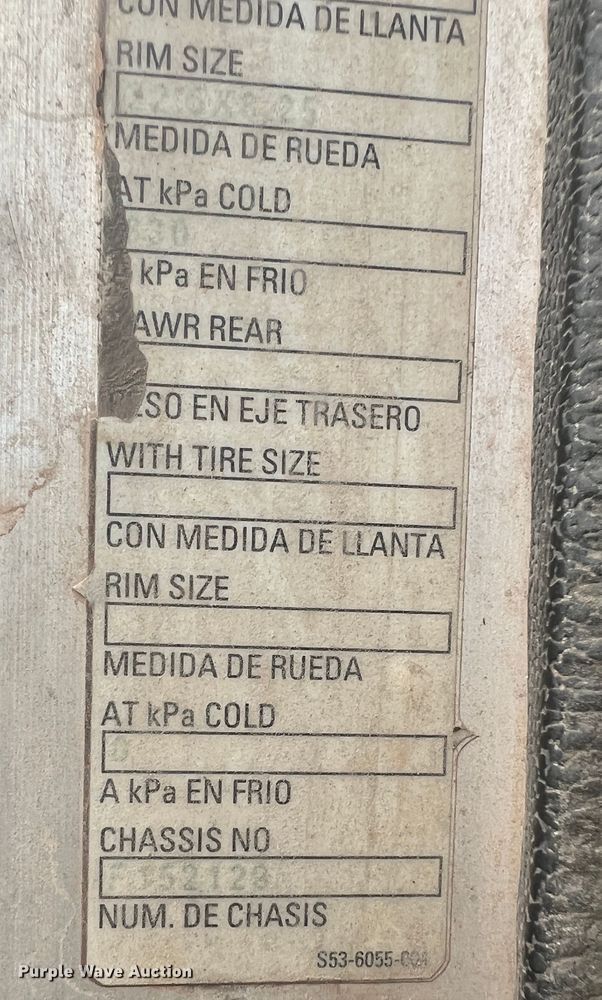 CON MEDIDA DE LLANTA
RIM SIZE
MEDIDA DE RUEDA
AT kPa COLD
kPa EN FRIO
AWR REAR
ESO EN EJE TRASERO
WITH TIRE SIZE
CON MEDIDA DE LLANTA
RIM SIZE
MEDIDA DE RUEDA
AT kPa COLD
0
A kPa EN FRIO
CHASSIS NO
NUM. DE CHASIS
S53-6055-
Purple Wave Auction